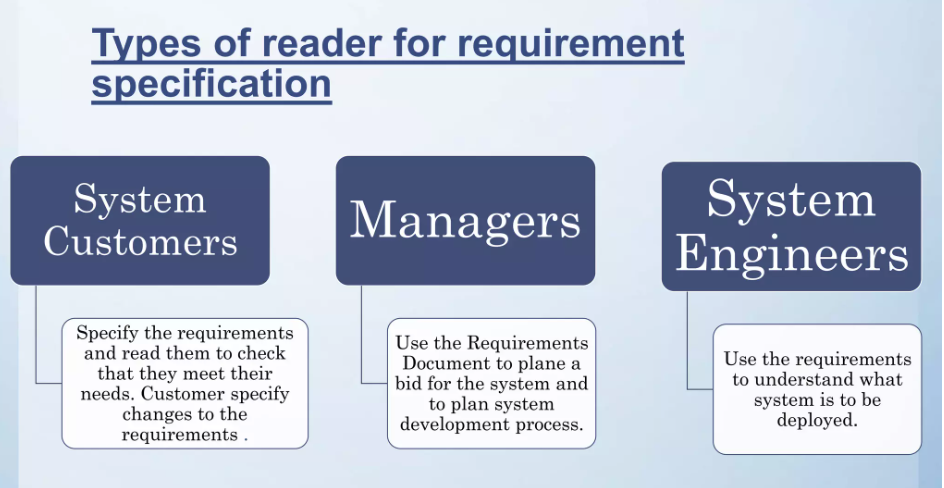 Types of reader for requirement
specification
System
Customers
Specify the requirements
and read them to check
that they meet their
needs. Customer specify
changes to the
requirements .
Managers
Use the Requirements
Document to plane a
bid for the system and
to plan system
development process.
System
Engineers
Use the requirements
to understand what
system is to be
deployed.